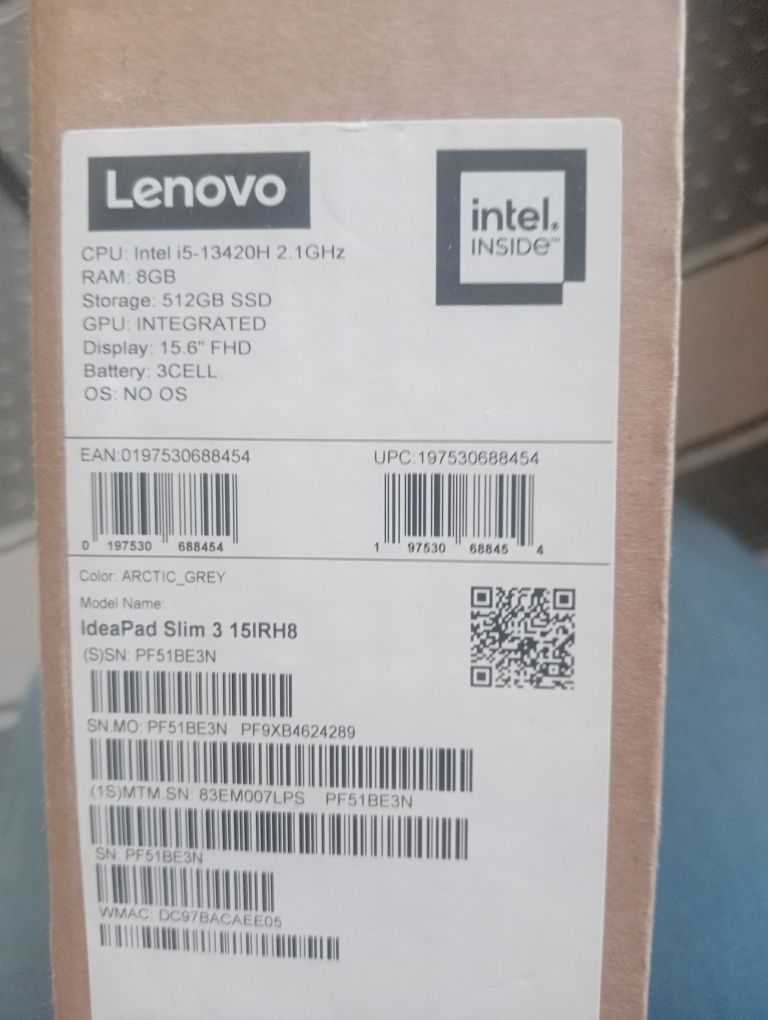 Lenovo
intel.
INSIDE™
CPU: Intel i5-13420H 2.1GHz
RAM: 8GB
Storage: 512GB SSD
GPU: INTEGRATED
Display: 15.6" FHD
Battery: 3CELL
OS: NO OS
EAN:0197530688454
UPC:197530688454
0 197530 688454
1 97530 68845 4
Color: ARCTIC_GREY
Model Name:
IdeaPad Slim 3 15IRH8
(S)SN: PF51BE3N
SN.MO: PF51BE3N PF9XB4624289
(1S)MTM.SN: 83EM007LPS PF51BE3N
SN: PF51BE3N
WMAC: DC97BACAEE05